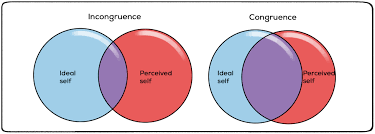 Incongruence
Ideal
self
Perceived
self
Congruence
Ideal
self
Perceived
self